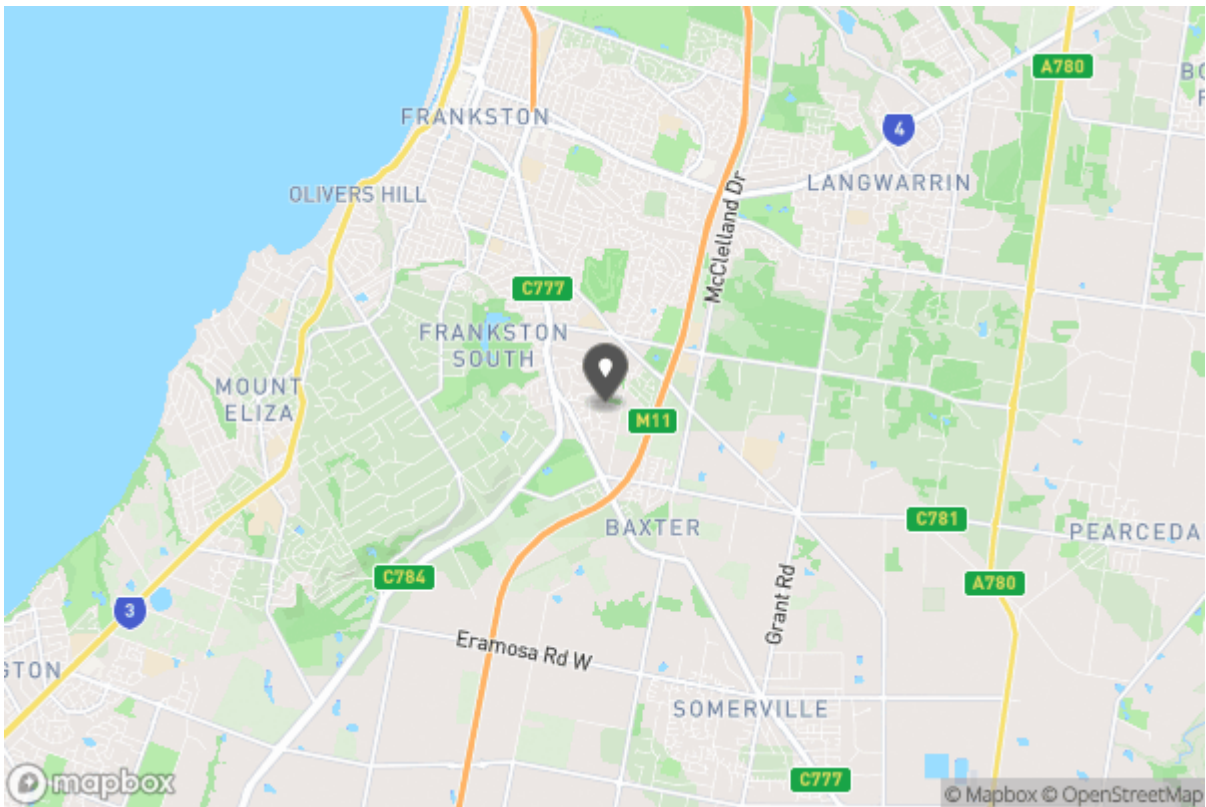 A780
BO
F
FRANKSTON
4
LANGWARRIN
OLIVERS HILL
McClelland Dr
C777
FRANKSTON
SOUTH
MOUNT
ELIZA
M11
C781
BAXTER
PEARCEDA
C784
A780
3
Grant Rd
Eramosa Rd W
GTON
SOMERVILLE
C777
mapbox
© Mapbox © OpenStreetMap